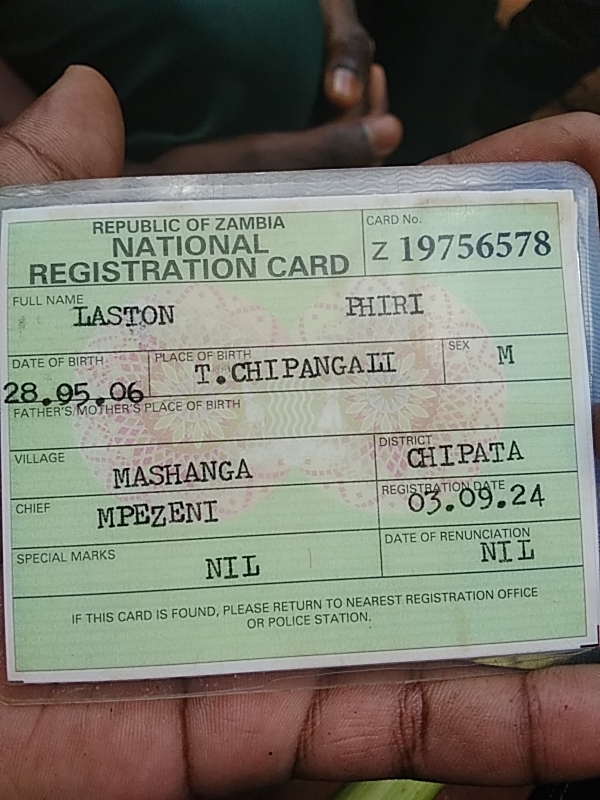 REPUBLIC OF ZAMBIA
NATIONAL
REGISTRATION CARD
CARD No.
Z 19756578
FULL NAME
LASTON PHIRI
DATE OF BIRTH
28.95.06
PLACE OF BIRTH
T.CHIPANGALI
SEX
M
FATHER'S/MOTHER'S PLACE OF BIRTH
VILLAGE
MASHANGA
DISTRICT
CHIPATA
CHIEF
MPEZENI
REGISTRATION DATE
03.09.24
SPECIAL MARKS
NIL
DATE OF RENUNCIATION
NIL
IF THIS CARD IS FOUND, PLEASE RETURN TO NEAREST REGISTRATION OFFICE
OR POLICE STATION.